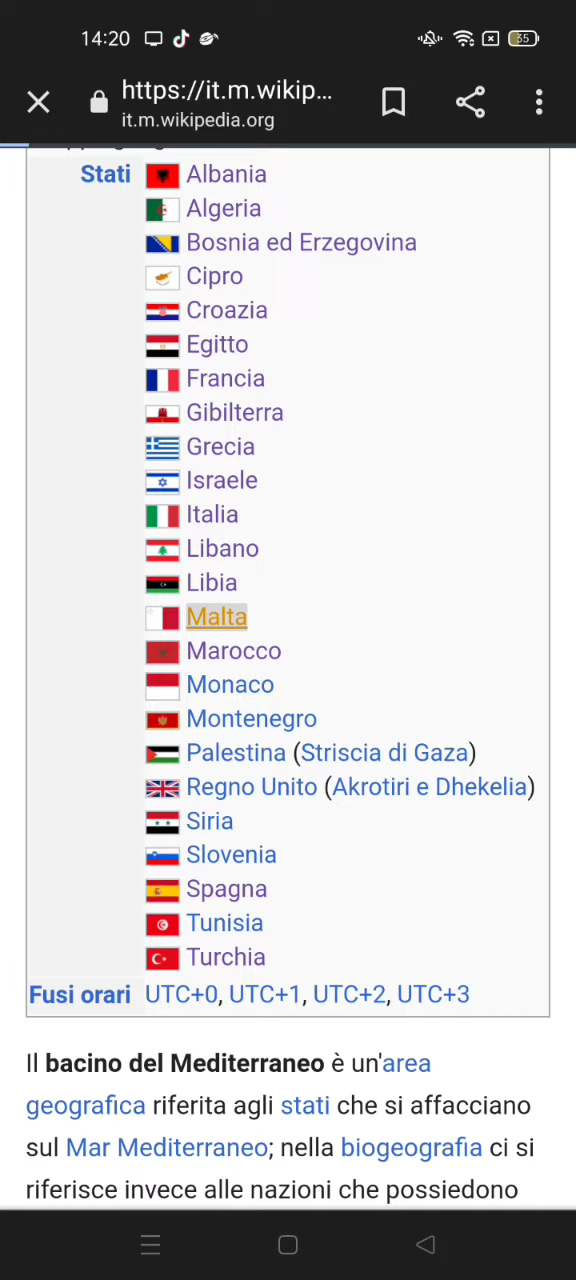 14:20
35
https://it.m.wikip...
it.m.wikipedia.org
Stati
Albania
Algeria
Bosnia ed Erzegovina
Cipro
Croazia
Egitto
Francia
Gibilterra
Grecia
Israele
Italia
Libano
Libia
Malta
Marocco
Monaco
Montenegro
Palestina (Striscia di Gaza)
Regno Unito (Akrotiri e Dhekelia)
Siria
Slovenia
Spagna
Tunisia
Turchia
Fusi orari UTC+0, UTC+1, UTC+2, UTC+3
Il bacino del Mediterraneo è un'area
geografica riferita agli stati che si affacciano
sul Mar Mediterraneo; nella biogeografia ci si
riferisce invece alle nazioni che possiedono